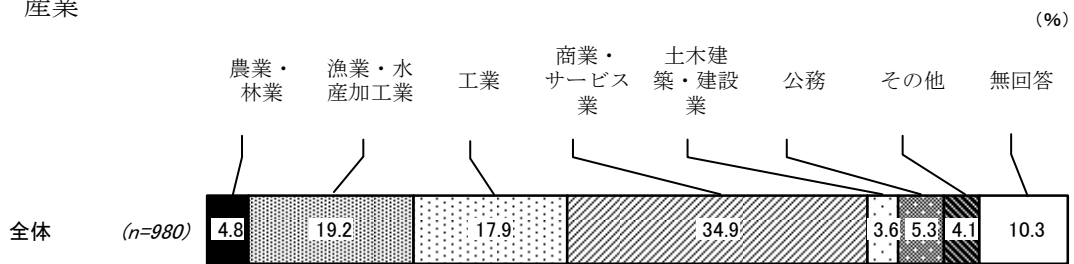 産業
(%)
農業・
林業
漁業・水
産加工業
工業
商業・
サービス
業
土木建
築・建設
業
公務
その他
無回答
全体 (n=980) 4.8 19.2 17.9 34.9 3.6 5.3 4.1 10.3